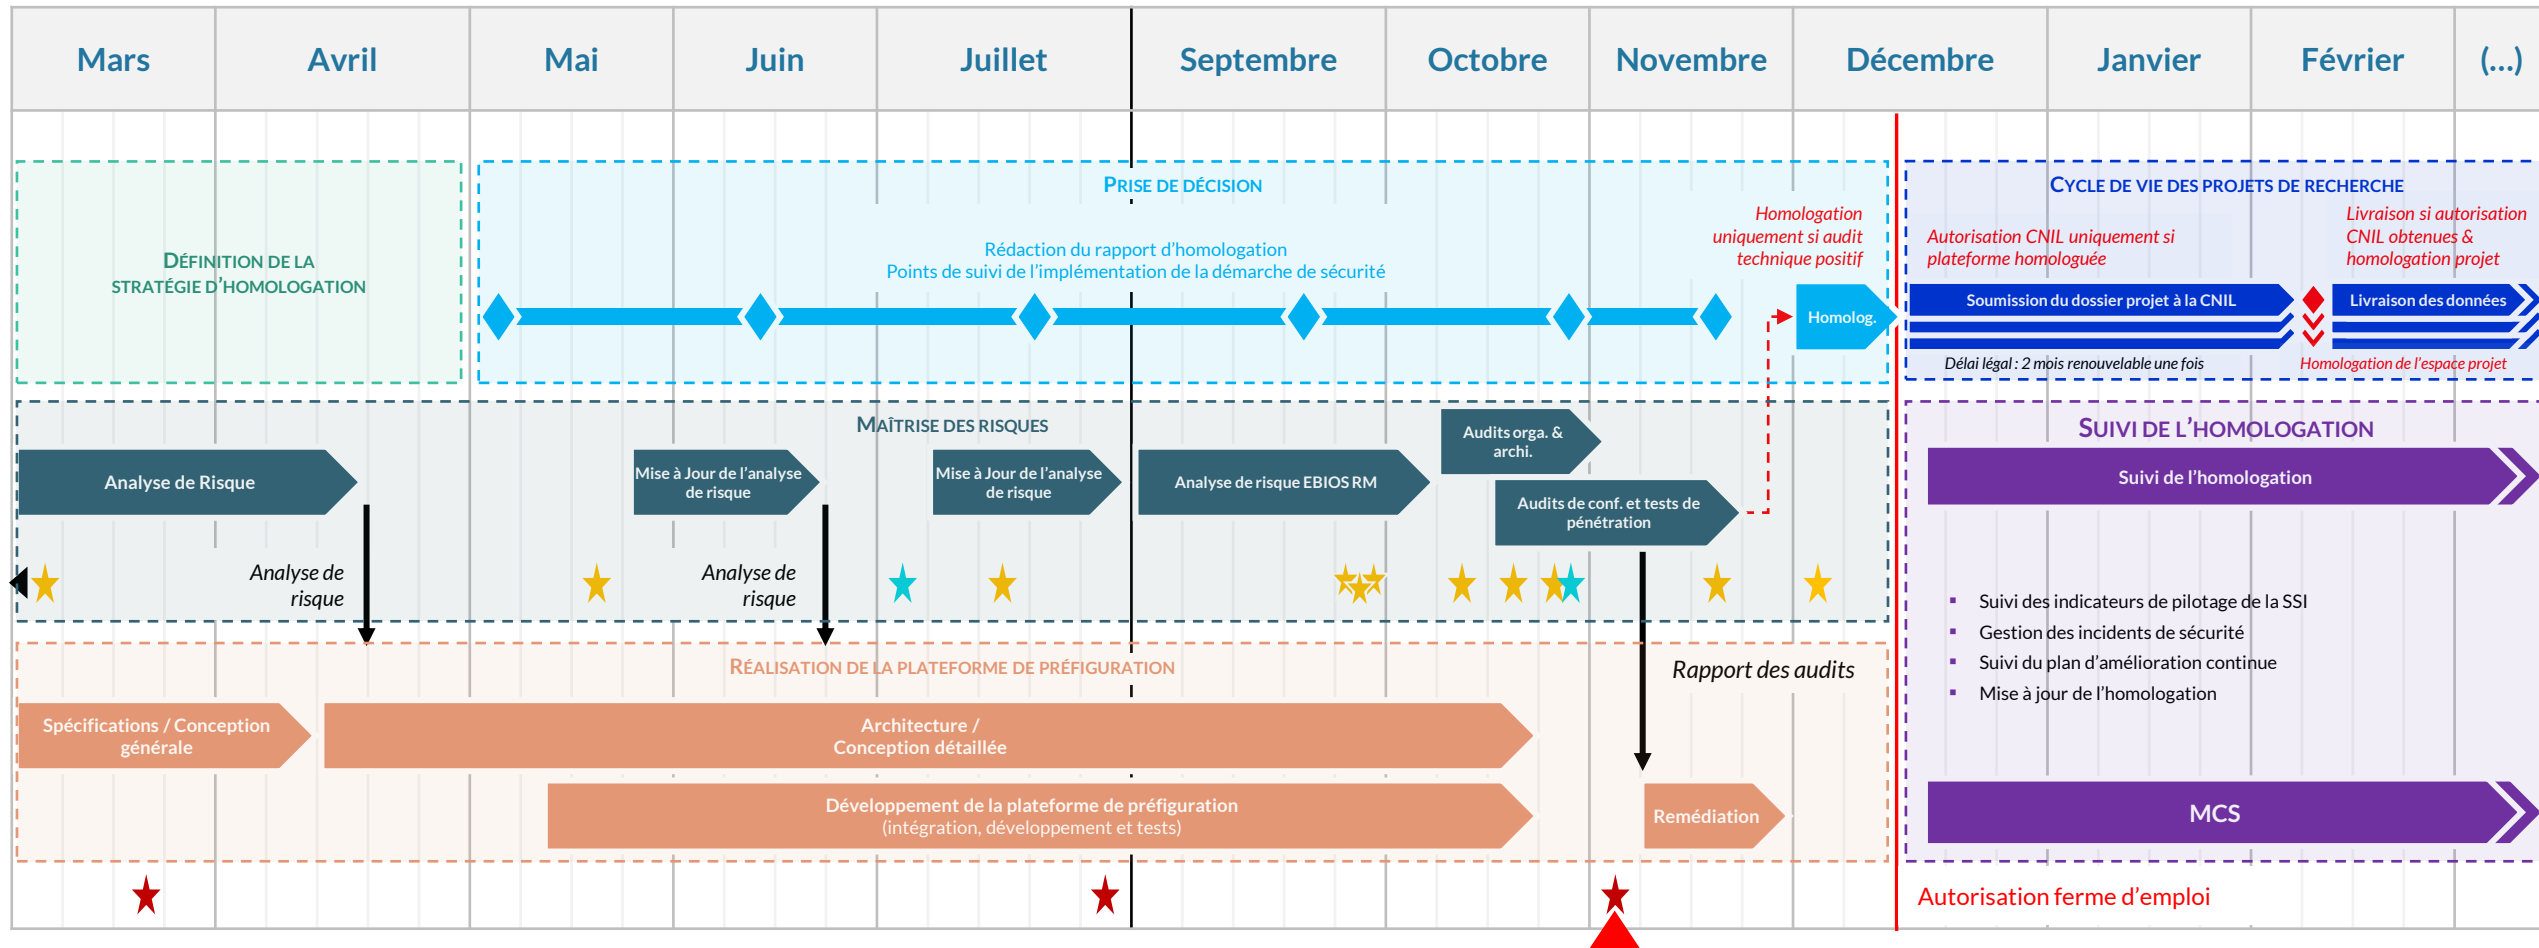 Mars
Avril
Mai
Juin
Juillet
Septembre
Octobre
Novembre
Décembre
Janvier
Février
(...)
DÉFINITION DE LA
STRATÉGIE D'HOMOLOGATION
PRISE DE DÉCISION
Rédaction du rapport d'homologation
Points de suivi de l'implémentation de la démarche de sécurité
Homologation
uniquement si audit
technique positif
Homolog.
CYCLE DE VIE DES PROJETS DE RECHERCHE
Autorisation CNIL uniquement si
plateforme homologuée
Livraison si autorisation
CNIL obtenues &
homologation projet
Soumission du dossier projet à la CNIL
Livraison des données
Délai légal : 2 mois renouvelable une fois
Homologation de l'espace projet
MAÎTRISE DES RISQUES
Analyse de Risque
Mise à Jour de l'analyse
de risque
Mise à Jour de l'analyse
de risque
Analyse de risque EBIOS RM
Audits orga. &
archi.
Audits de conf. et tests de
pénétration
Analyse de
risque
Analyse de
risque
SUIVI DE L'HOMOLOGATION
Suivi de l'homologation
▪ Suivi des indicateurs de pilotage de la SSI
▪ Gestion des incidents de sécurité
▪ Suivi du plan d'amélioration continue
▪ Mise à jour de l'homologation
MCS
RÉALISATION DE LA PLATEFORME DE PRÉFIGURATION
Rapport des audits
Spécifications / Conception
générale
Architecture /
Conception détaillée
Développement de la plateforme de préfiguration
(intégration, développement et tests)
Remédiation
Autorisation ferme d'emploi